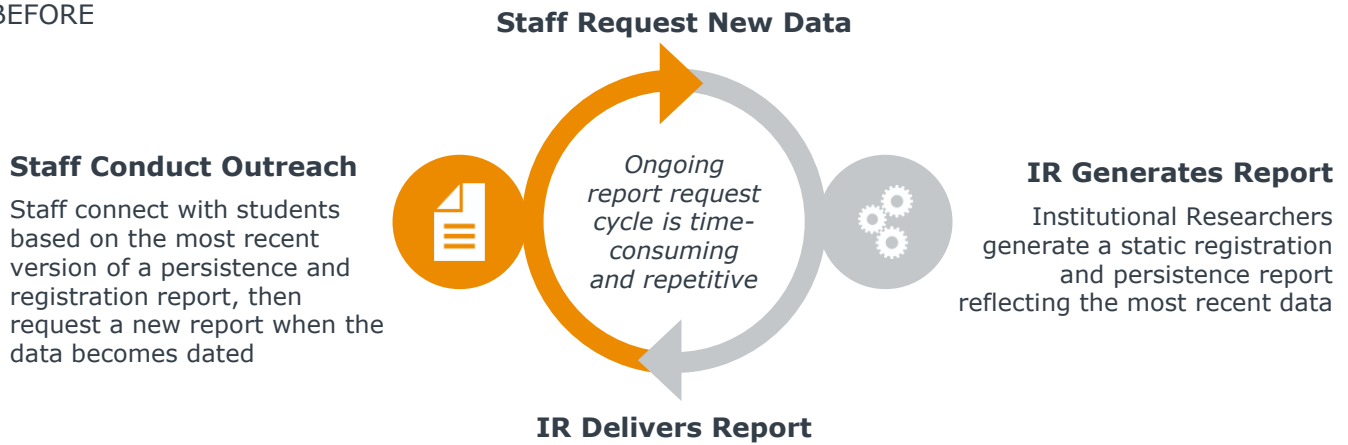 BEFORE
Staff Request New Data
Staff Conduct Outreach
Staff connect with students
based on the most recent
version of a persistence and
registration report, then
request a new report when the
data becomes dated
Ongoing
report request
cycle is time-
consuming
and repetitive
IR Generates Report
Institutional Researchers
generate a static registration
and persistence report
reflecting the most recent data
IR Delivers Report